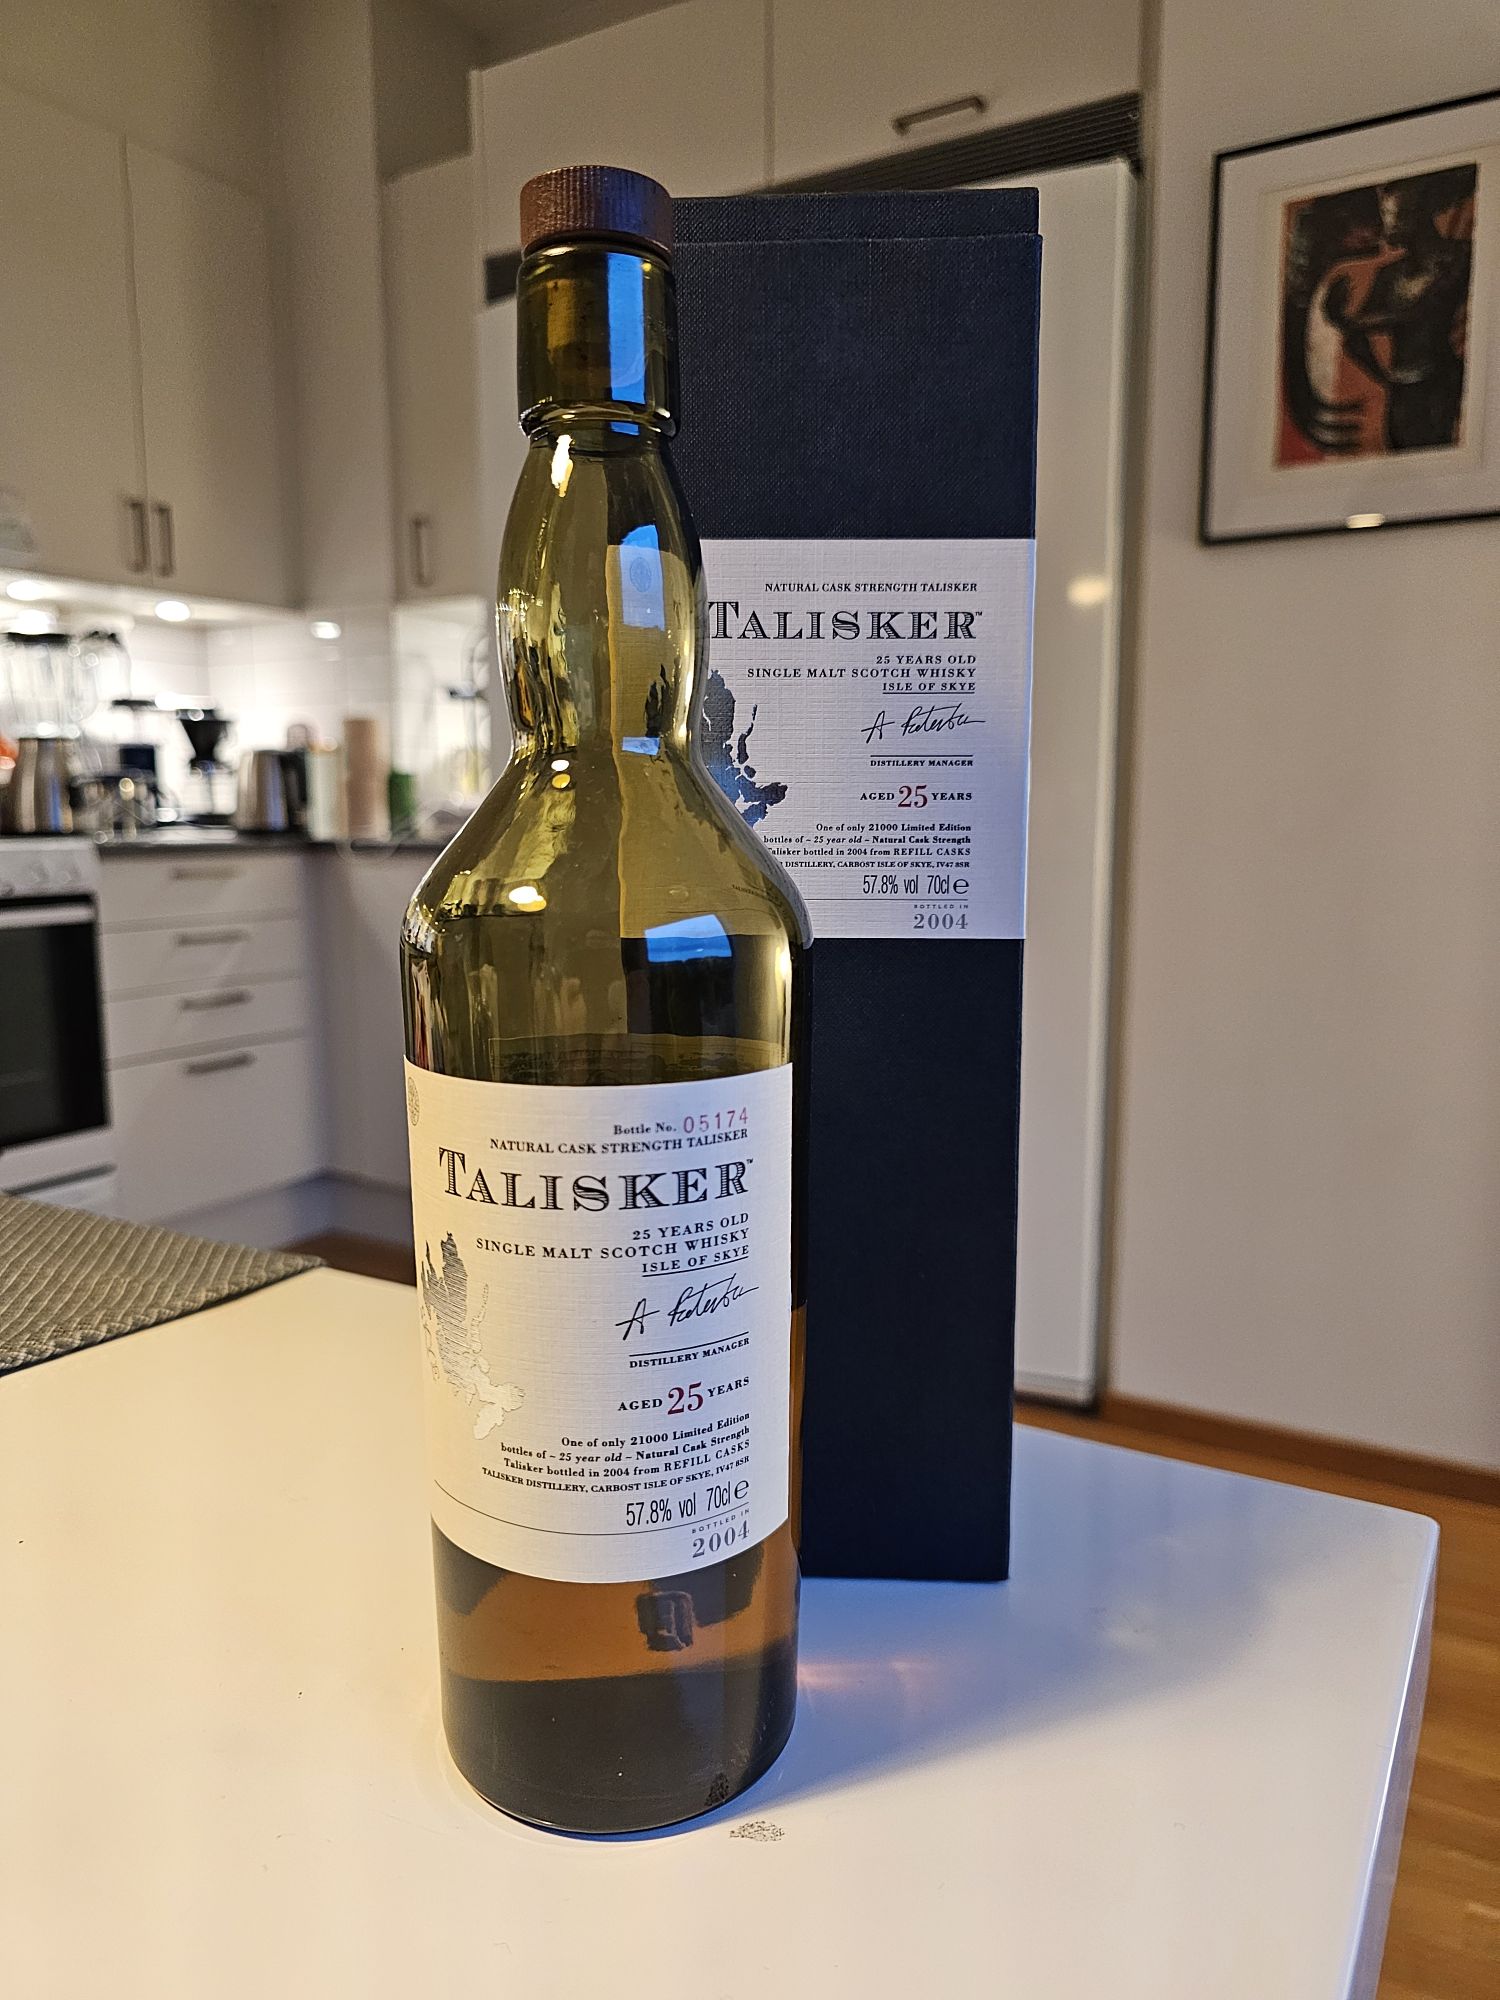 Bottle No. 05174
NATURAL CASK STRENGTH TALISKER
TALISKER™
25 YEARS OLD
SINGLE MALT SCOTCH WHISKY
ISLE OF SKYE
DISTILLERY MANAGER
AGED 25 YEARS
One of only 21000 Limited Edition
bottles of – 25 year old – Natural Cask Strength
Talisker bottled in 2004 from REFILL CASKS
TALISKER DISTILLERY, CARBOST ISLE OF SKYE, IV47 8SR
57.8% vol 70cl e
BOTTLED IN
2004
NATURAL CASK STRENGTH TALISKER
TALISKER™
25 YEARS OLD
SINGLE MALT SCOTCH WHISKY
ISLE OF SKYE
DISTILLERY MANAGER
AGED 25 YEARS
One of only 21000 Limited Edition
bottles of – 25 year old – Natural Cask Strength
Talisker bottled in 2004 from REFILL CASKS
DISTILLERY, CARBOST ISLE OF SKYE, IV47 8SR
57.8% vol 70cl e
BOTTLED IN
2004